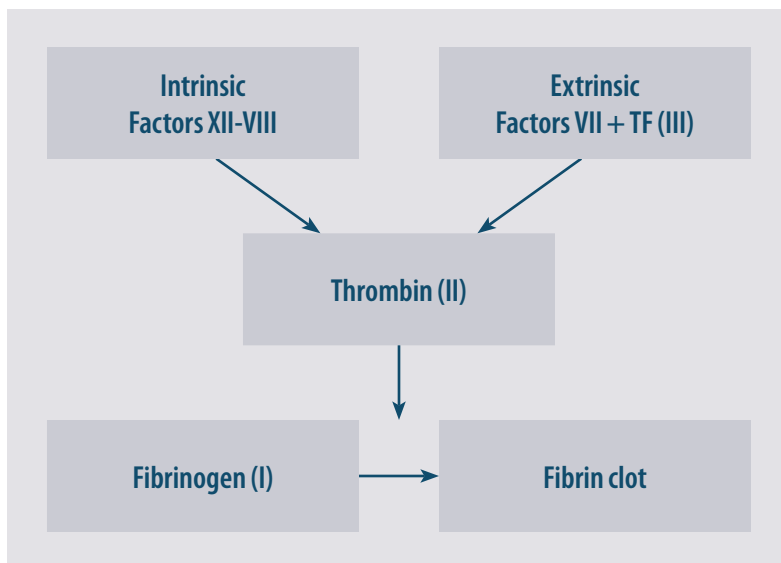 Intrinsic
Factors XII-VIII
Extrinsic
Factors VII + TF (III)
Thrombin (II)
Fibrinogen (I)
Fibrin clot